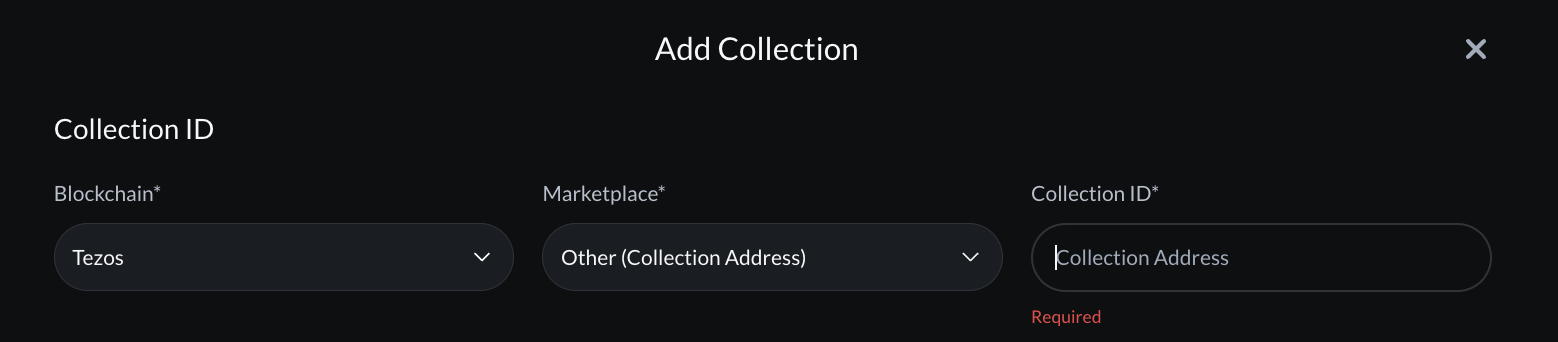 Add Collection
Collection ID
Blockchain*
Marketplace*
Collection ID*
Tezos
Other (Collection Address)
Collection Address
Required